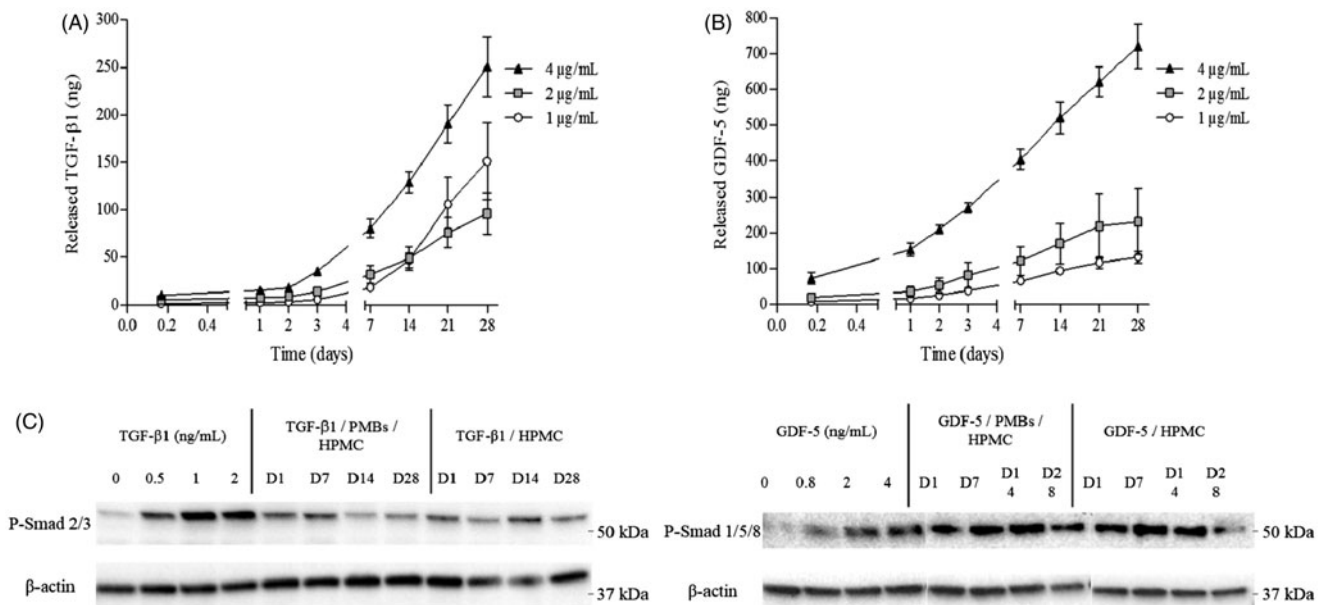 (A)
Released TGF-β1 (ng)
300
250
200
150
100
50
0
0.0 0.2 0.4 1 2 3 4 7 14 21 28
Time (days)
4 µg/mL
2 µg/mL
1 µg/mL
(B)
Released GDF-5 (ng)
800
700
600
500
400
300
200
100
0
0.0 0.2 0.4 1 2 3 4 7 14 21 28
Time (days)
4 µg/mL
2 µg/mL
1 µg/mL
(C)
TGF-β1 (ng/mL)
TGF-β1 / PMBs /
HPMC
TGF-β1 / HPMC
0 0.5 1 2 D1 D7 D14 D28 D1 D7 D14 D28
P-Smad 2/3
- 50 kDa
β-actin
- 37 kDa
GDF-5 (ng/mL)
GDF-5 / PMBs /
HPMC
GDF-5 / HPMC
0 0.8 2 4 D1 D7 D1 D2 D1 D7 D1 D2
4 8 4 8
P-Smad 1/5/8
- 50 kDa
β-actin
- 37 kDa